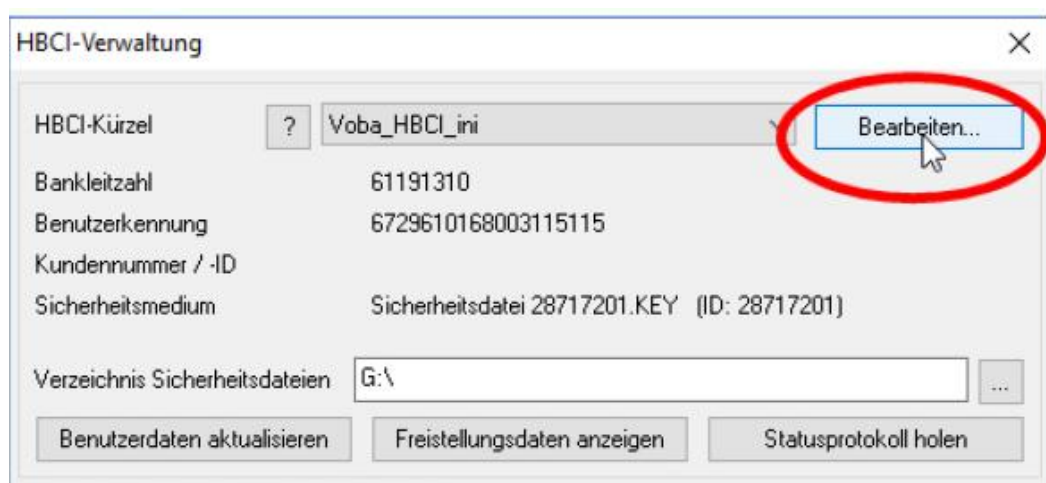 HBCI-Verwaltung
HBCI-Kürzel ? Voba_HBCI_ini Bearbeiten...
Bankleitzahl 61191310
Benutzerkennung 6729610168003115115
Kundennummer / -ID
Sicherheitsmedium Sicherheitsdatei 28717201.KEY (ID: 28717201)
Verzeichnis Sicherheitsdateien G:\ ...
Benutzerdaten aktualisieren Freistellungsdaten anzeigen Statusprotokoll holen